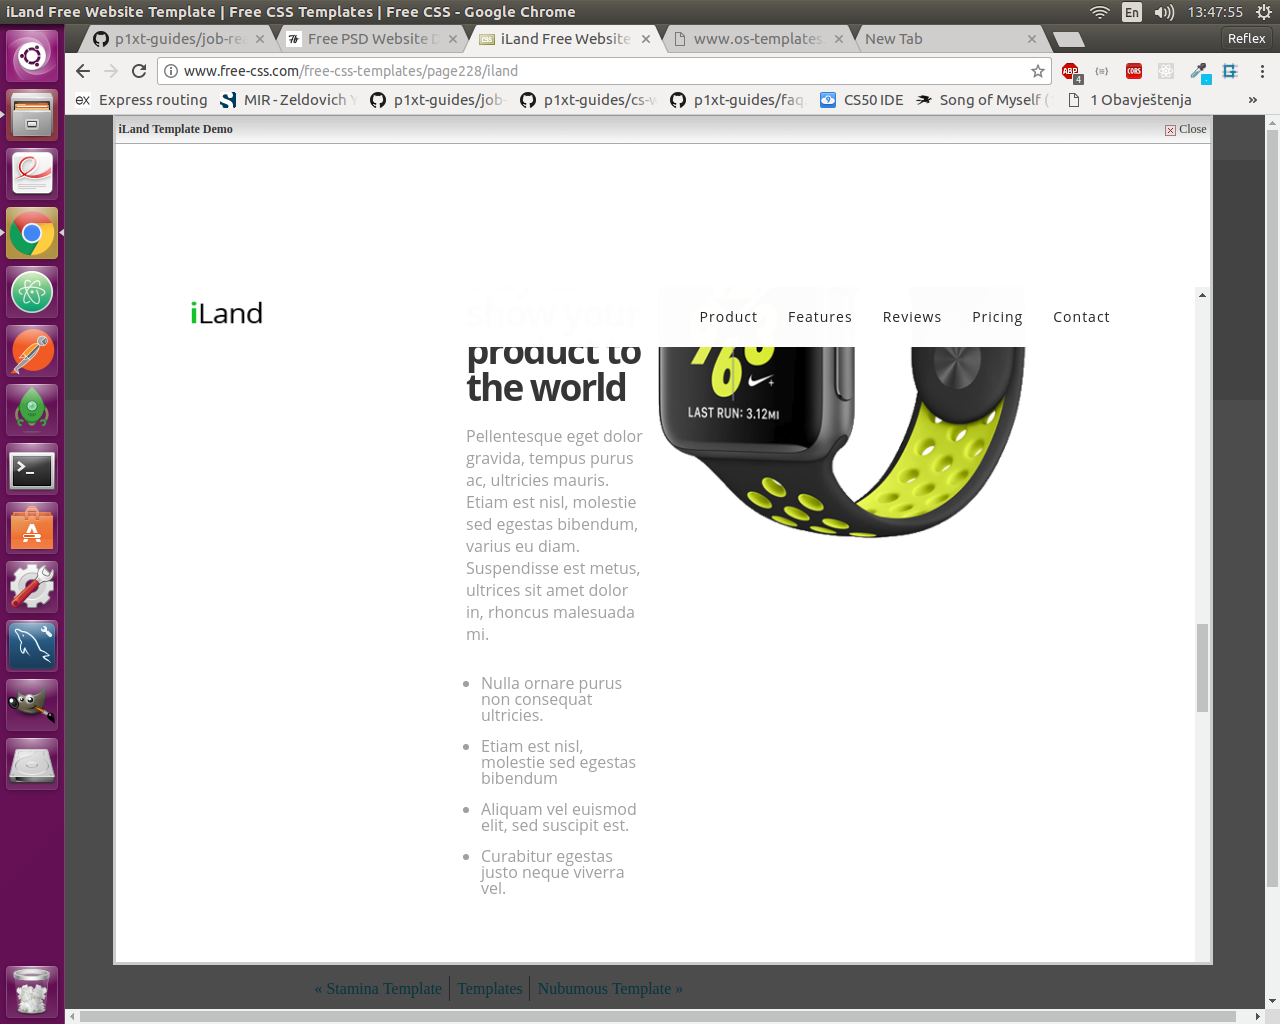 iLand Free Website Template | Free CSS Templates | Free CSS - Google Chrome
En
13:47:55
p1xt-guides/job-rea
Free PSD Website D
iLand Free Website
www.os-templates
New Tab
Reflex
www.free-css.com/free-css-templates/page228/iland
ABP
4
CORS
ex Express routing
MIR - Zeldovich Y
p1xt-guides/job-
p1xt-guides/cs-w
p1xt-guides/faq.
CS50 IDE
Song of Myself (
1 Obavještenja
»
iLand Template Demo
Close
iLand
Product
Features
Reviews
Pricing
Contact
show your
product to
the world
LAST RUN: 3.12MI
Pellentesque eget dolor
gravida, tempus purus
ac, ultricies mauris.
Etiam est nisl, molestie
sed egestas bibendum,
varius eu diam.
Suspendisse est metus,
ultrices sit amet dolor
in, rhoncus malesuada
mi.
• Nulla ornare purus
non consequat
ultricies.
• Etiam est nisl,
molestie sed egestas
bibendum
• Aliquam vel euismod
elit, sed suscipit est.
• Curabitur egestas
justo neque viverra
vel.
« Stamina Template
Templates
Nubumous Template »